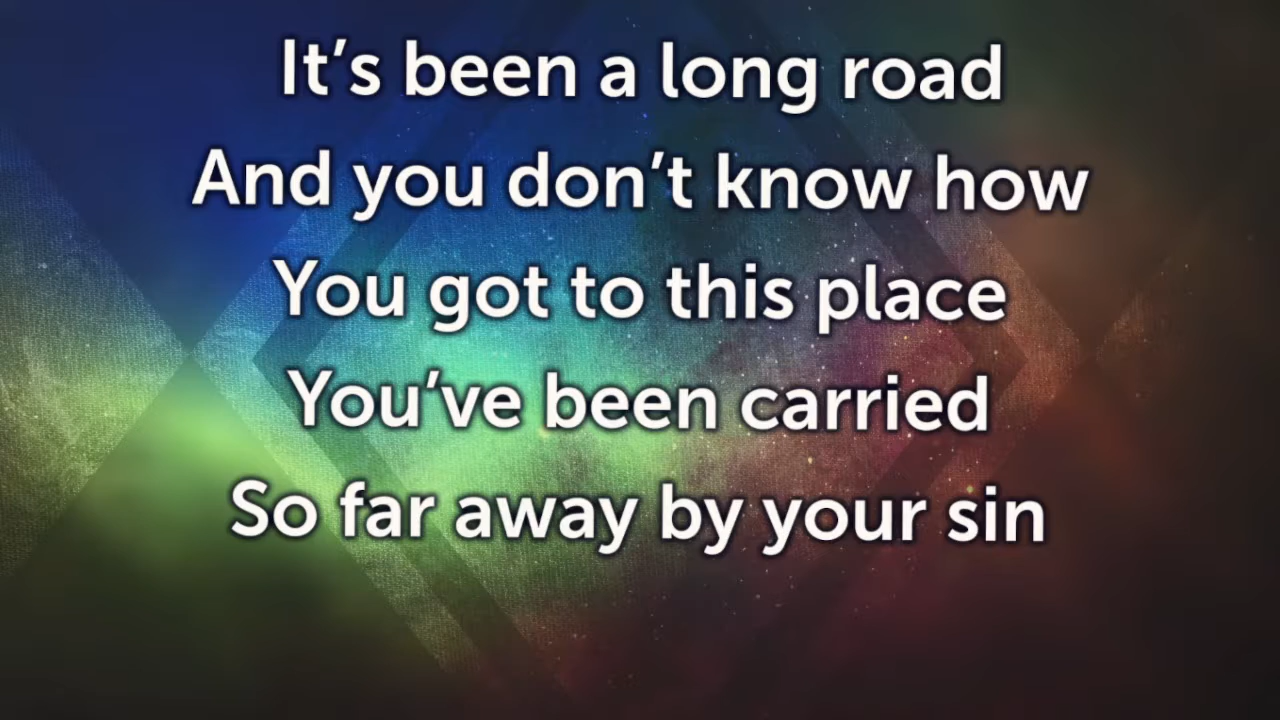 It’s been a long road
And you don’t know how
You got to this place
You’ve been carried
So far away by your sin